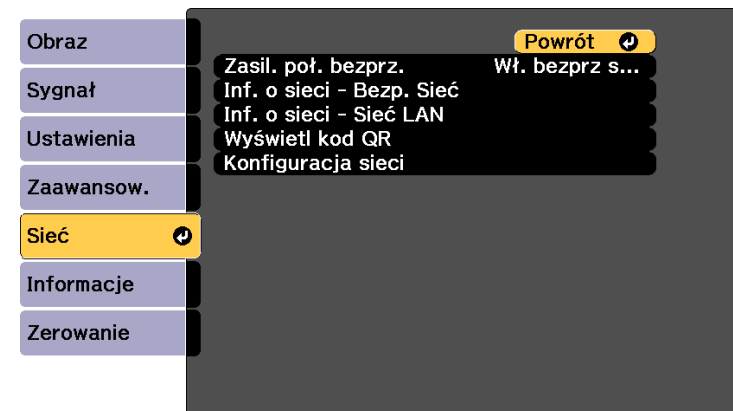 Obraz
Sygnał
Ustawienia
Zaawansow.
Sieć
Informacje
Zerowanie
Powrót
Zasil. poł. bezprz. Wł. bezprz s...
Inf. o sieci - Bezp. Sieć
Inf. o sieci - Sieć LAN
Wyświetl kod QR
Konfiguracja sieci